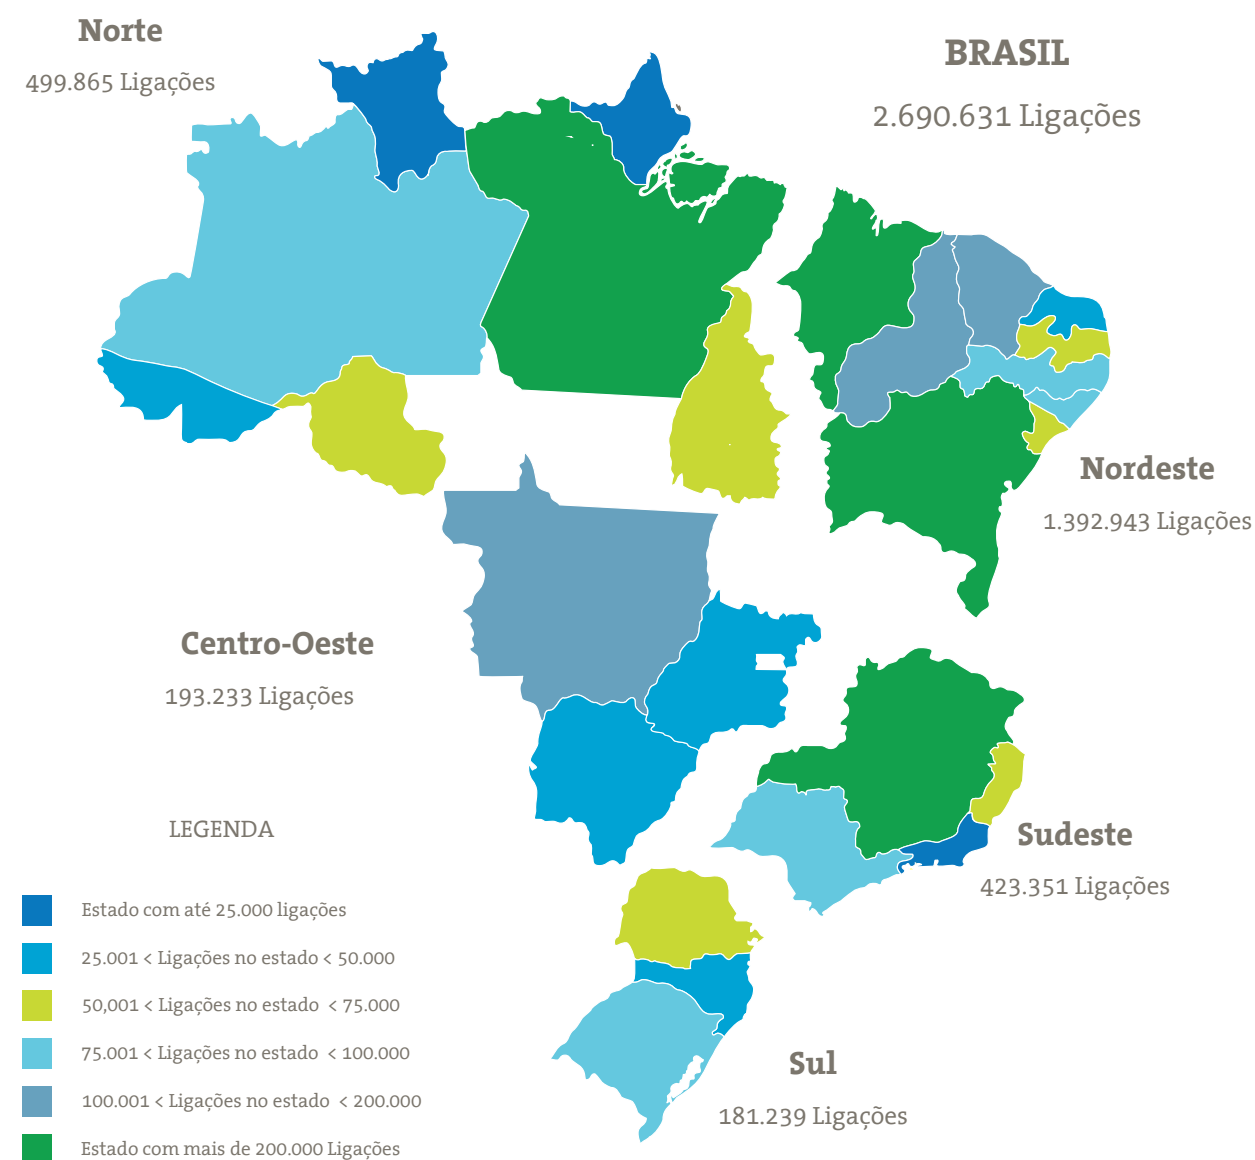 Norte
499.865 Ligações
BRASIL
2.690.631 Ligações
Nordeste
1.392.943 Ligações
Centro-Oeste
193.233 Ligações
Sudeste
423.351 Ligações
Sul
181.239 Ligações
LEGENDA
Estado com até 25.000 ligações
25.001 < Ligações no estado < 50.000
50,001 < Ligações no estado < 75.000
75.001 < Ligações no estado < 100.000
100.001 < Ligações no estado < 200.000
Estado com mais de 200.000 Ligações